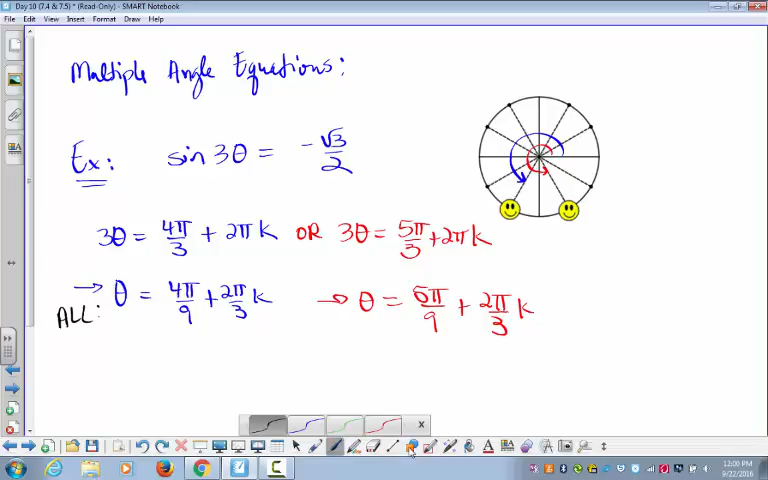 Day 10 (7.4 & 7.5) * (Read-Only) - SMART Notebook
File Edit View Insert Format Draw Help
Multiple Angle Equations:
Ex: sin 3θ = -√3/2
3θ = 4π/3 + 2πk OR 3θ = 5π/3 + 2πk
ALL: → θ = 4π/9 + 2π/3 k → θ = 5π/9 + 2π/3 k
12:00 PM
9/22/2016